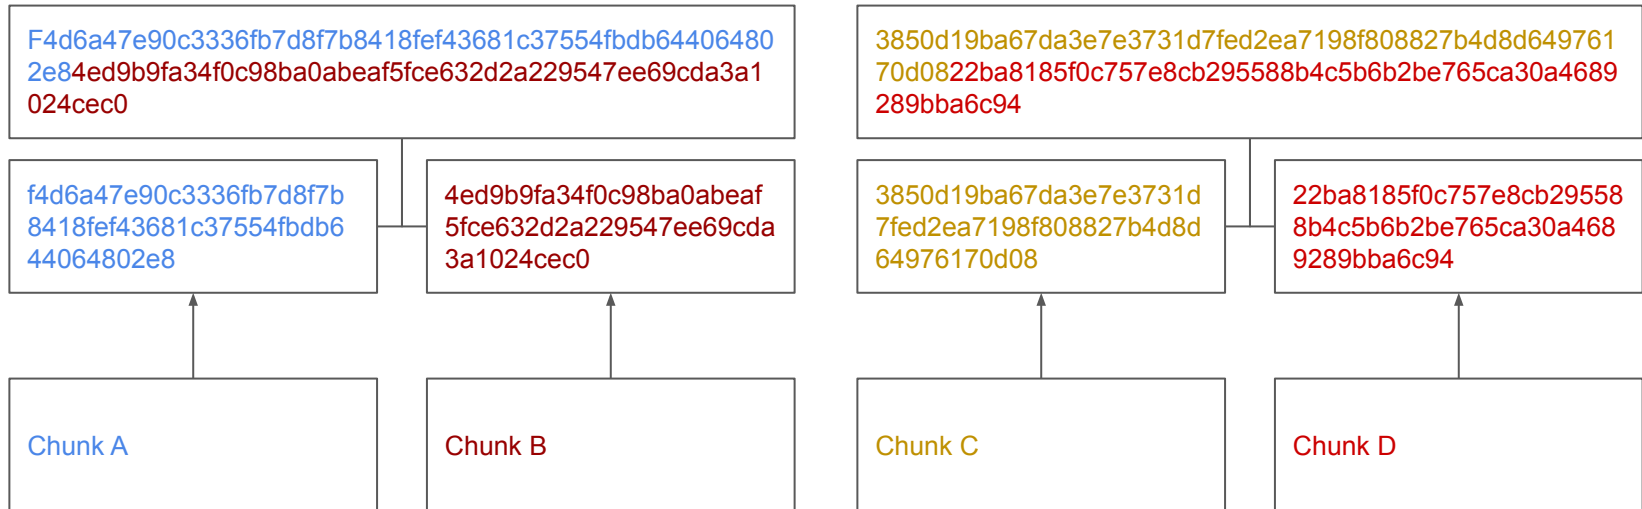 F4d6a47e90c3336fb7d8f7b8418fef43681c37554fbdb64406480
2e84ed9b9fa34f0c98ba0abeaf5fce632d2a229547ee69cda3a1
024cec0
3850d19ba67da3e7e3731d7fed2ea7198f808827b4d8d649761
70d0822ba8185f0c757e8cb295588b4c5b6b2be765ca30a4689
289bba6c94
f4d6a47e90c3336fb7d8f7b
8418fef43681c37554fbdb6
44064802e8
4ed9b9fa34f0c98ba0abeaf
5fce632d2a229547ee69cda
3a1024cec0
3850d19ba67da3e7e3731d
7fed2ea7198f808827b4d8d
64976170d08
22ba8185f0c757e8cb29558
8b4c5b6b2be765ca30a468
9289bba6c94
Chunk A
Chunk B
Chunk C
Chunk D